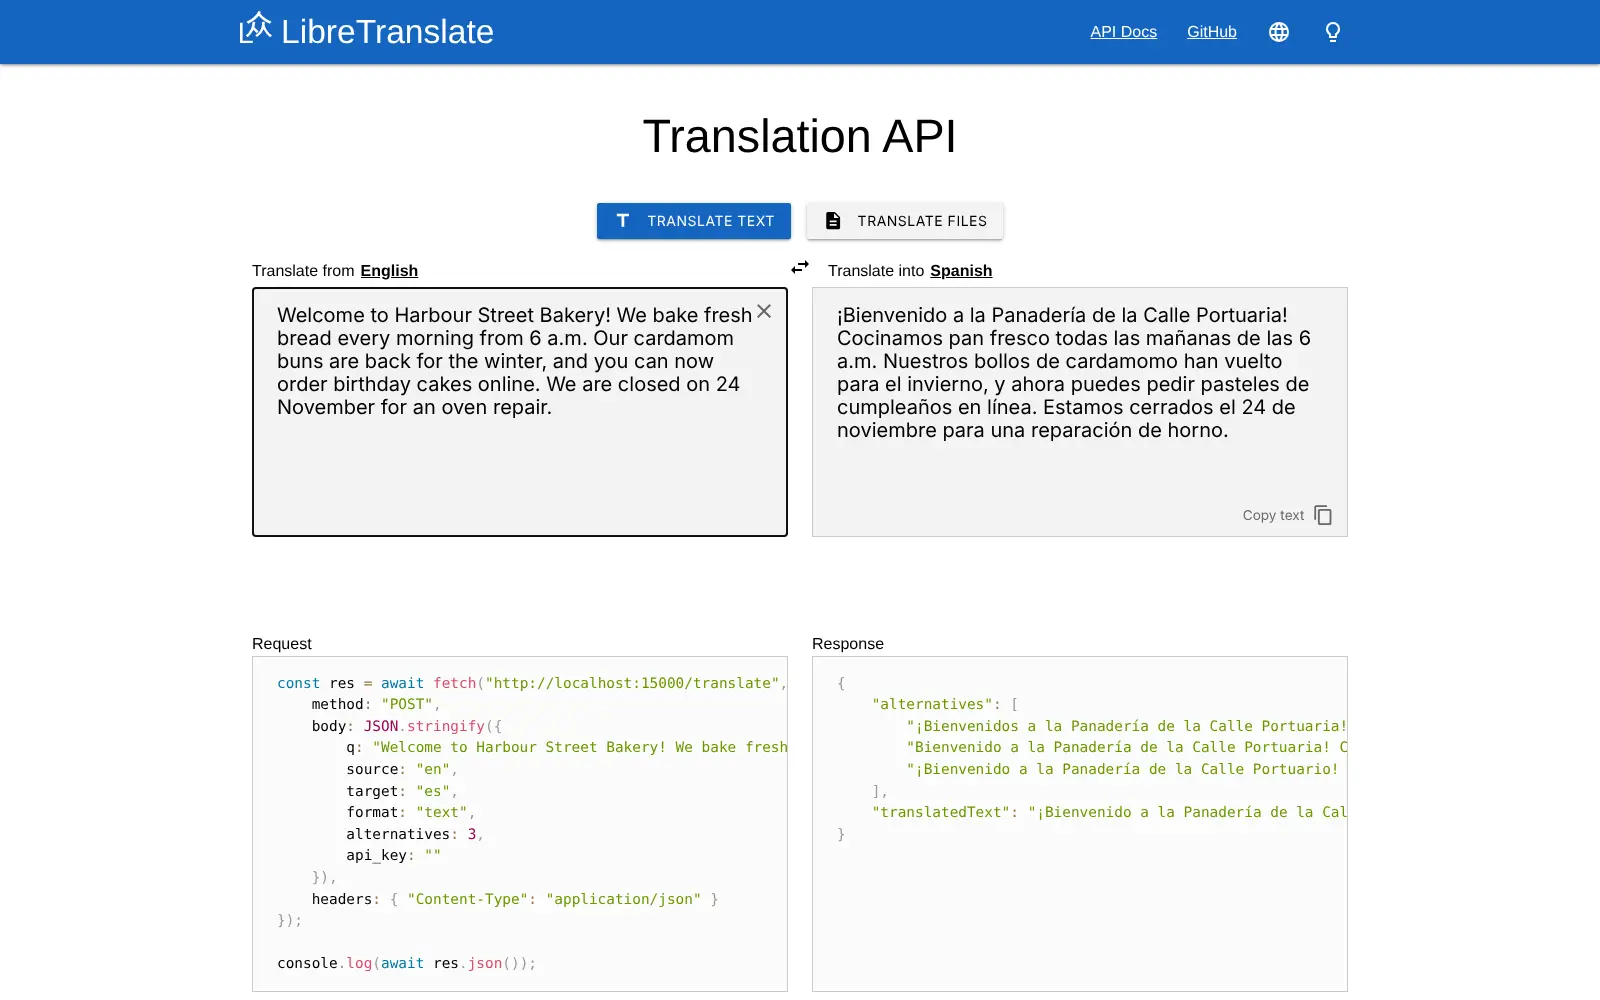 LibreTranslate
API Docs
GitHub
Translation API
TRANSLATE TEXT
TRANSLATE FILES
Translate from English
Translate into Spanish
Welcome to Harbour Street Bakery! We bake fresh
bread every morning from 6 a.m. Our cardamom
buns are back for the winter, and you can now
order birthday cakes online. We are closed on 24
November for an oven repair.
¡Bienvenido a la Panadería de la Calle Portuaria!
Cocinamos pan fresco todas las mañanas de las 6
a.m. Nuestros bollos de cardamomo han vuelto
para el invierno, y ahora puedes pedir pasteles de
cumpleaños en línea. Estamos cerrados el 24 de
noviembre para una reparación de horno.
Copy text
Request
const res = await fetch("http://localhost:15000/translate",
method: "POST",
body: JSON.stringify({
q: "Welcome to Harbour Street Bakery! We bake fresh
source: "en",
target: "es",
format: "text",
alternatives: 3,
api_key: ""
}),
headers: { "Content-Type": "application/json" }
});
console.log(await res.json());
Response
{
"alternatives": [
"¡Bienvenidos a la Panadería de la Calle Portuaria!
"Bienvenido a la Panadería de la Calle Portuaria! C
"¡Bienvenido a la Panadería de la Calle Portuario!
],
"translatedText": "¡Bienvenido a la Panadería de la Cal
}